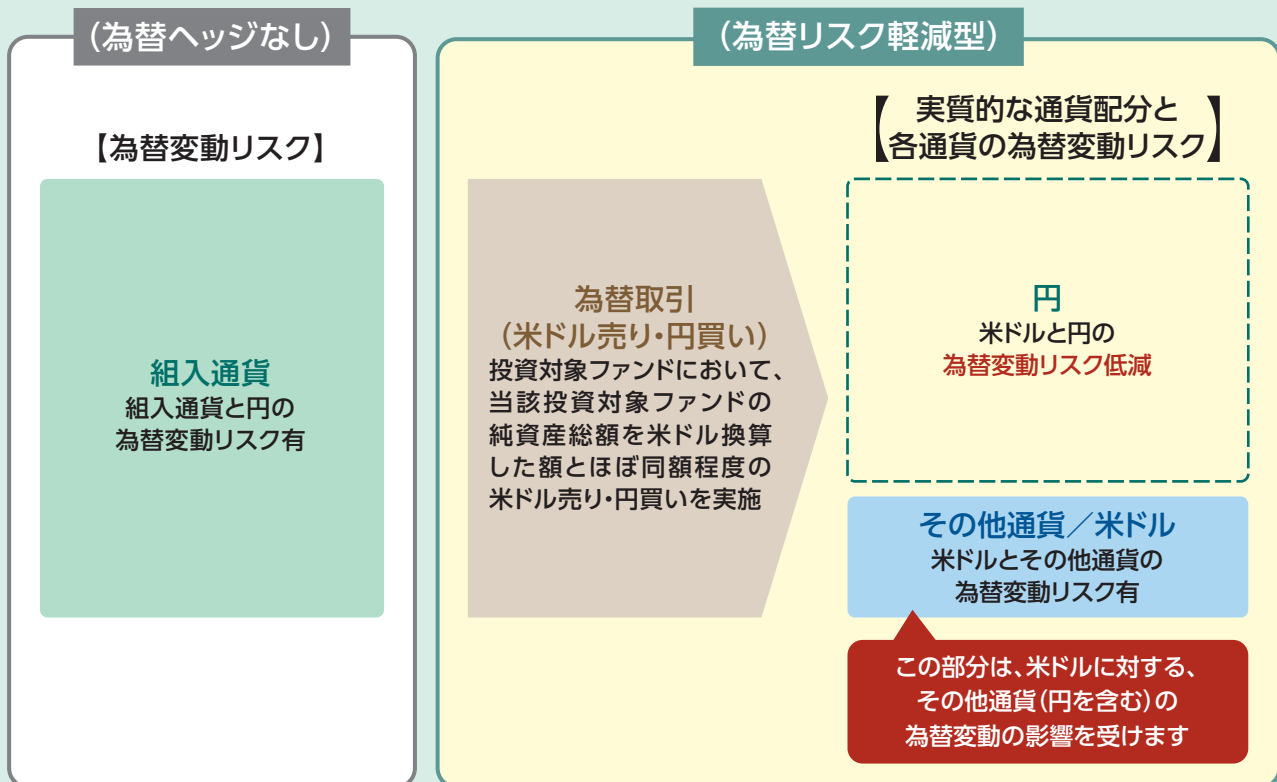 （為替ヘッジなし）
【為替変動リスク】
組入通貨
組入通貨と円の
為替変動リスク有
（為替リスク軽減型）
為替取引
（米ドル売り・円買い）
投資対象ファンドにおいて、
当該投資対象ファンドの
純資産総額を米ドル換算
した額とほぼ同額程度の
米ドル売り・円買いを実施
【実質的な通貨配分と
各通貨の為替変動リスク】
円
米ドルと円の
為替変動リスク低減
その他通貨／米ドル
米ドルとその他通貨の
為替変動リスク有
この部分は、米ドルに対する、
その他通貨（円を含む）の
為替変動の影響を受けます